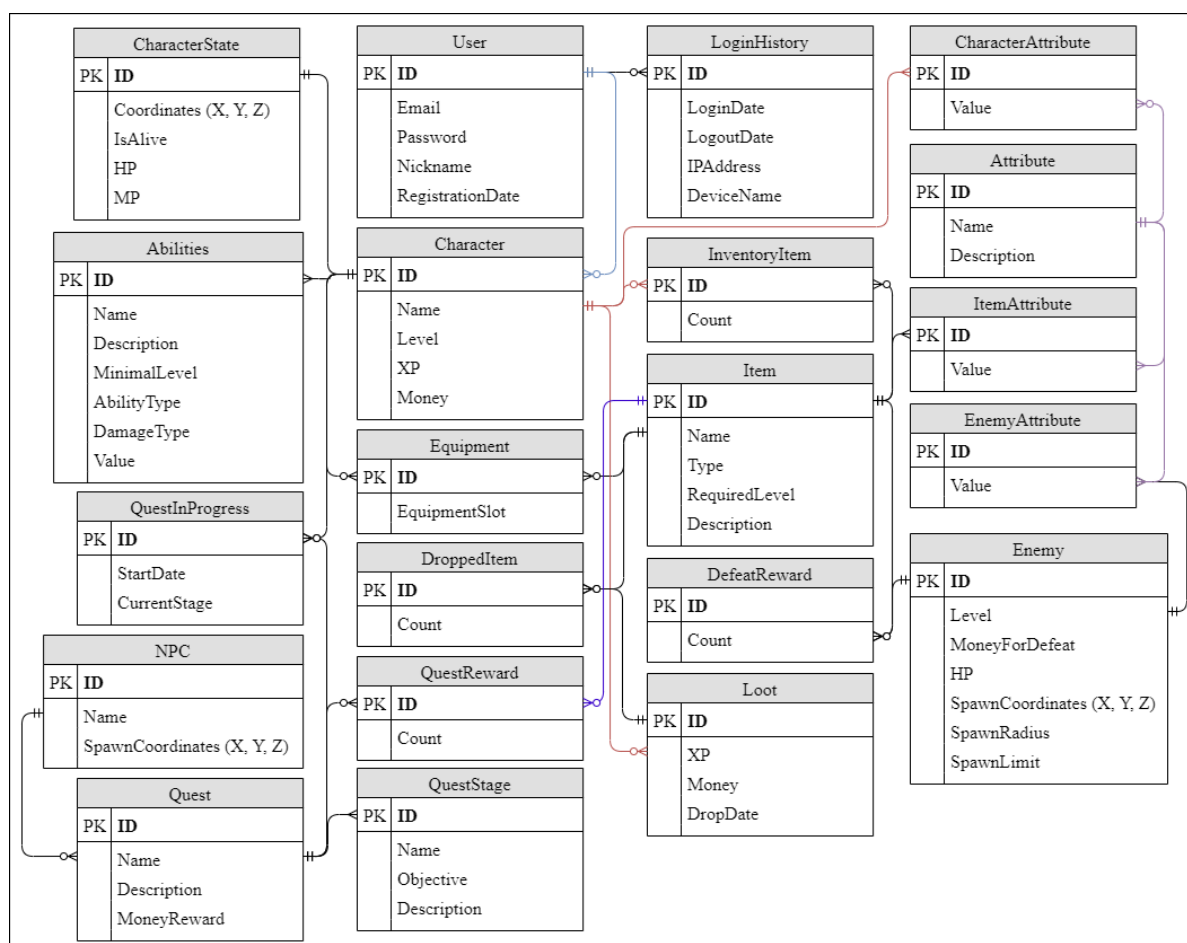 CharacterState
PK ID
Coordinates (X, Y, Z)
IsAlive
HP
MP
User
PK ID
Email
Password
Nickname
RegistrationDate
LoginHistory
PK ID
LoginDate
LogoutDate
IPAddress
DeviceName
CharacterAttribute
PK ID
Value
Attribute
PK ID
Name
Description
Abilities
PK ID
Name
Description
MinimalLevel
AbilityType
DamageType
Value
Character
PK ID
Name
Level
XP
Money
InventoryItem
PK ID
Count
ItemAttribute
PK ID
Value
Item
PK ID
Name
Type
RequiredLevel
Description
EnemyAttribute
PK ID
Value
Equipment
PK ID
EquipmentSlot
QuestInProgress
PK ID
StartDate
CurrentStage
DroppedItem
PK ID
Count
DefeatReward
PK ID
Count
Enemy
PK ID
Level
MoneyForDefeat
HP
SpawnCoordinates (X, Y, Z)
SpawnRadius
SpawnLimit
NPC
PK ID
Name
SpawnCoordinates (X, Y, Z)
QuestReward
PK ID
Count
Loot
PK ID
XP
Money
DropDate
Quest
PK ID
Name
Description
MoneyReward
QuestStage
PK ID
Name
Objective
Description